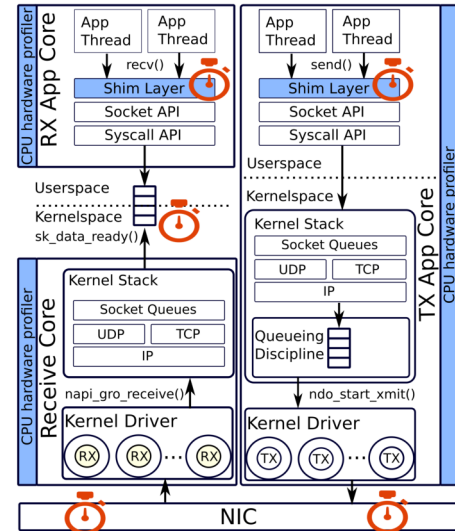 CPU hardware profiler
RX App Core
App
Thread
App
Thread
recv()
Shim Layer
Socket API
Syscall API
Userspace
Kernelspace
sk_data_ready()
CPU hardware profiler
Receive Core
Kernel Stack
Socket Queues
UDP
TCP
IP
napi_gro_receive()
Kernel Driver
RX
RX
...
RX
App
Thread
App
Thread
send()
Shim Layer
Socket API
Syscall API
Userspace
Kernelspace
Kernel Stack
Socket Queues
UDP
TCP
IP
Queueing
Discipline
ndo_start_xmit()
Kernel Driver
TX
TX
...
TX
TX App Core
CPU hardware profiler
NIC